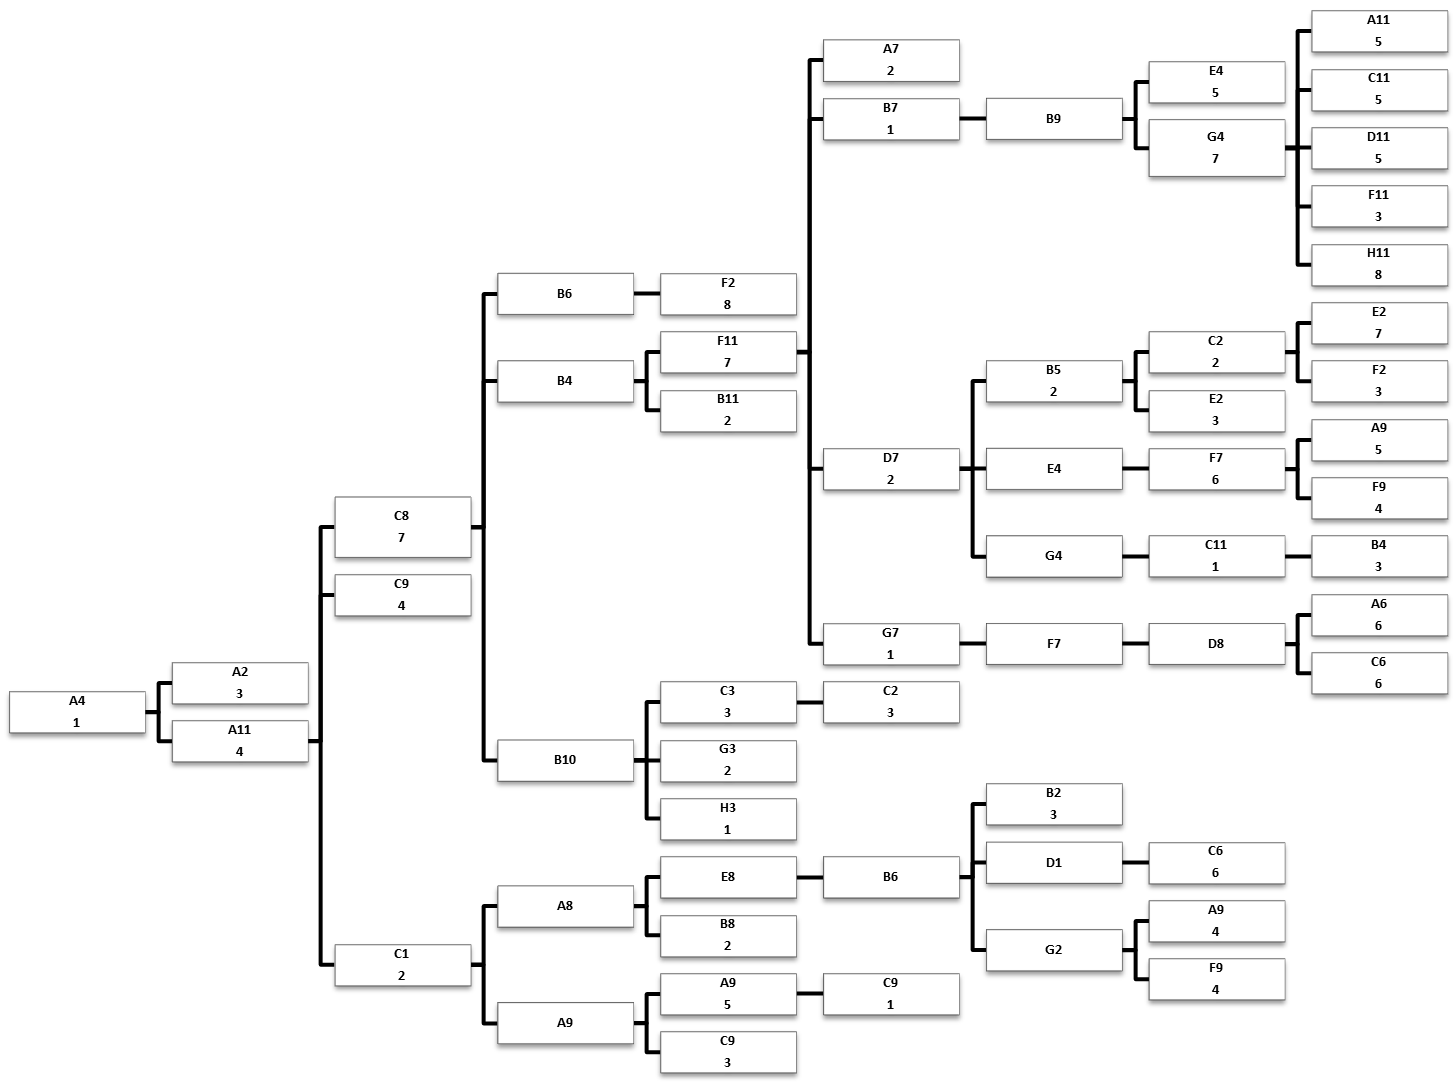 A4
1
A2
3
A11
4
C8
7
C9
4
C1
2
B6
B4
B10
A8
A9
F2
8
F11
7
B11
2
C3
3
G3
2
H3
1
E8
B8
2
A9
5
C9
3
A7
2
B7
1
D7
2
G7
1
C2
3
B6
C9
1
B9
B5
2
E4
G4
F7
B2
3
D1
G2
E4
5
G4
7
C2
2
E2
3
F7
6
C11
1
D8
C6
6
A9
4
F9
4
A11
5
C11
5
D11
5
F11
3
H11
8
E2
7
F2
3
A9
5
F9
4
B4
3
A6
6
C6
6